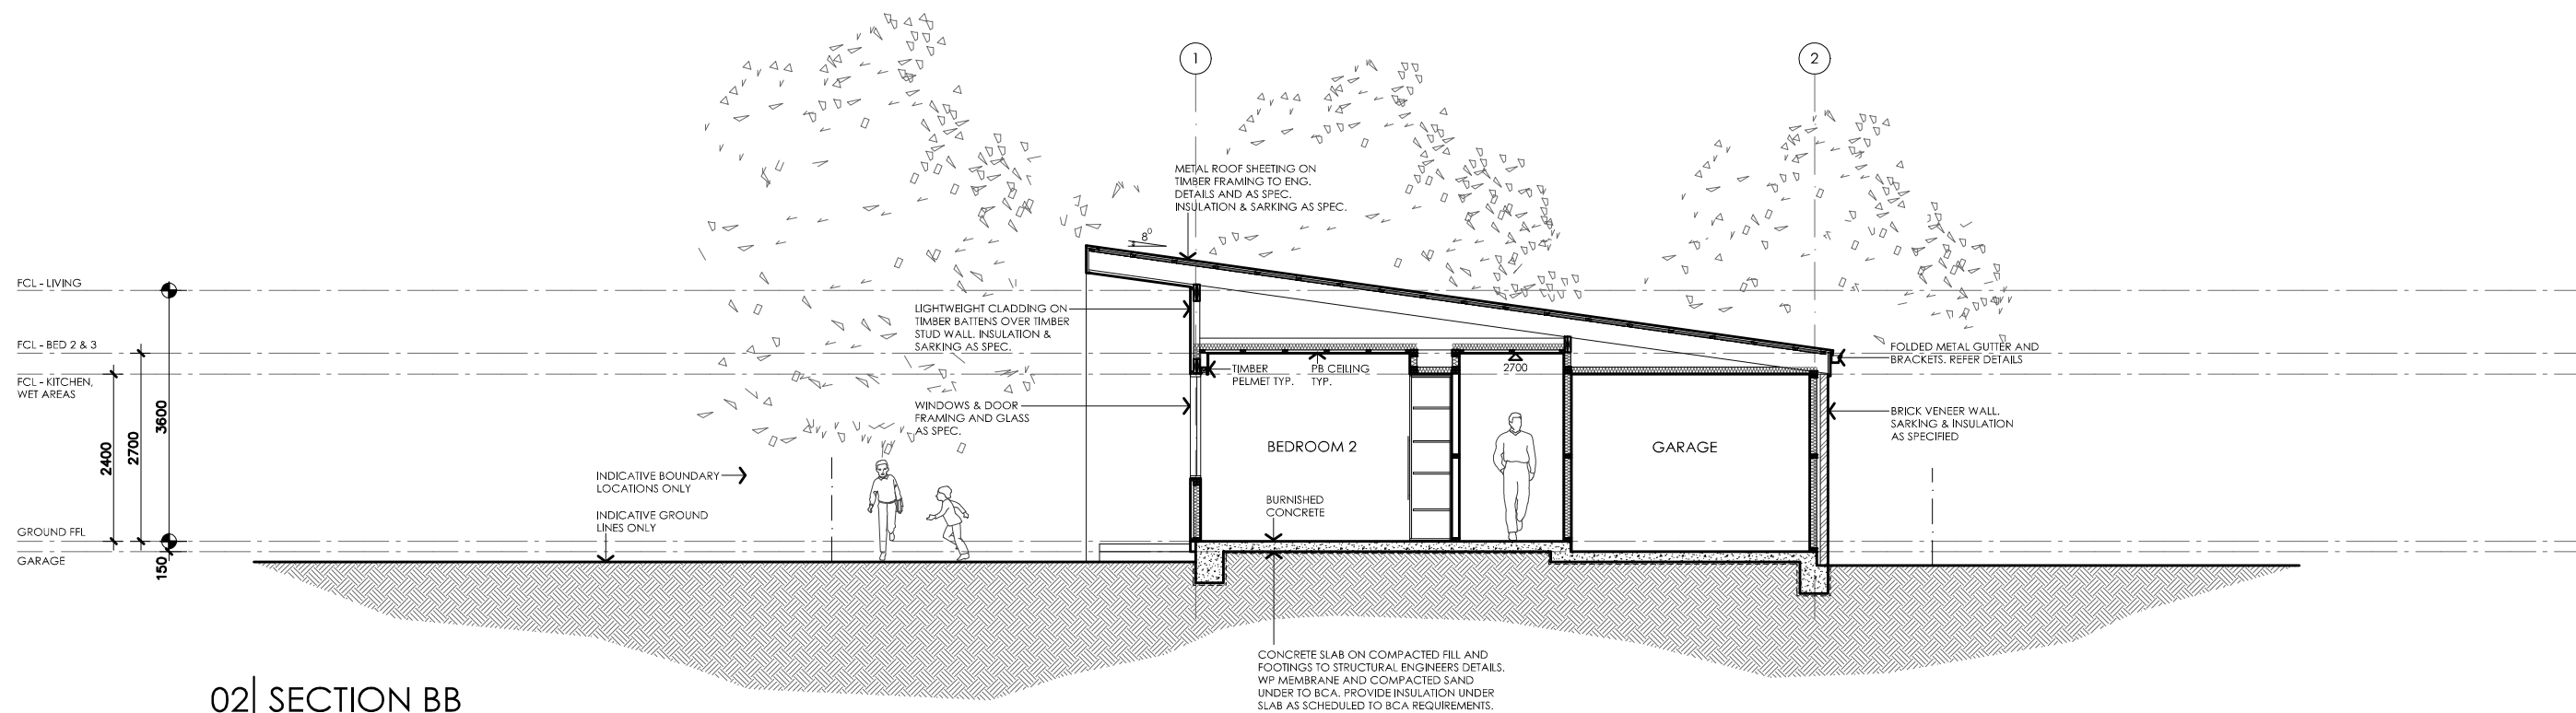 1
2
METAL ROOF SHEETING ON
TIMBER FRAMING TO ENG.
DETAILS AND AS SPEC.
INSULATION & SARKING AS SPEC.
8°
FCL - LIVING
LIGHTWEIGHT CLADDING ON
TIMBER BATTENS OVER TIMBER
STUD WALL. INSULATION &
SARKING AS SPEC.
FCL - BED 2 & 3
FOLDED METAL GUTTER AND
BRACKETS. REFER DETAILS
FCL - KITCHEN,
WET AREAS
TIMBER
PELMET TYP.
PB CEILING
TYP.
2700
WINDOWS & DOOR
FRAMING AND GLASS
AS SPEC.
BRICK VENEER WALL.
SARKING & INSULATION
AS SPECIFIED
2400
2700
3600
BEDROOM 2
GARAGE
INDICATIVE BOUNDARY
LOCATIONS ONLY
INDICATIVE GROUND
LINES ONLY
BURNISHED
CONCRETE
GROUND FFL
GARAGE
150
CONCRETE SLAB ON COMPACTED FILL AND
FOOTINGS TO STRUCTURAL ENGINEERS DETAILS.
WP MEMBRANE AND COMPACTED SAND
UNDER TO BCA. PROVIDE INSULATION UNDER
SLAB AS SCHEDULED TO BCA REQUIREMENTS.
02| SECTION BB